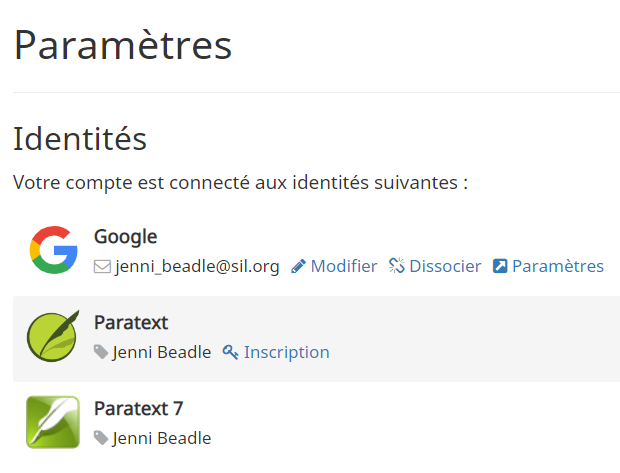 Paramètres
Identités
Votre compte est connecté aux identités suivantes :
Google
jenni_beadle@sil.org Modifier Dissocier Paramètres
Paratext
Jenni Beadle Inscription
Paratext 7
Jenni Beadle